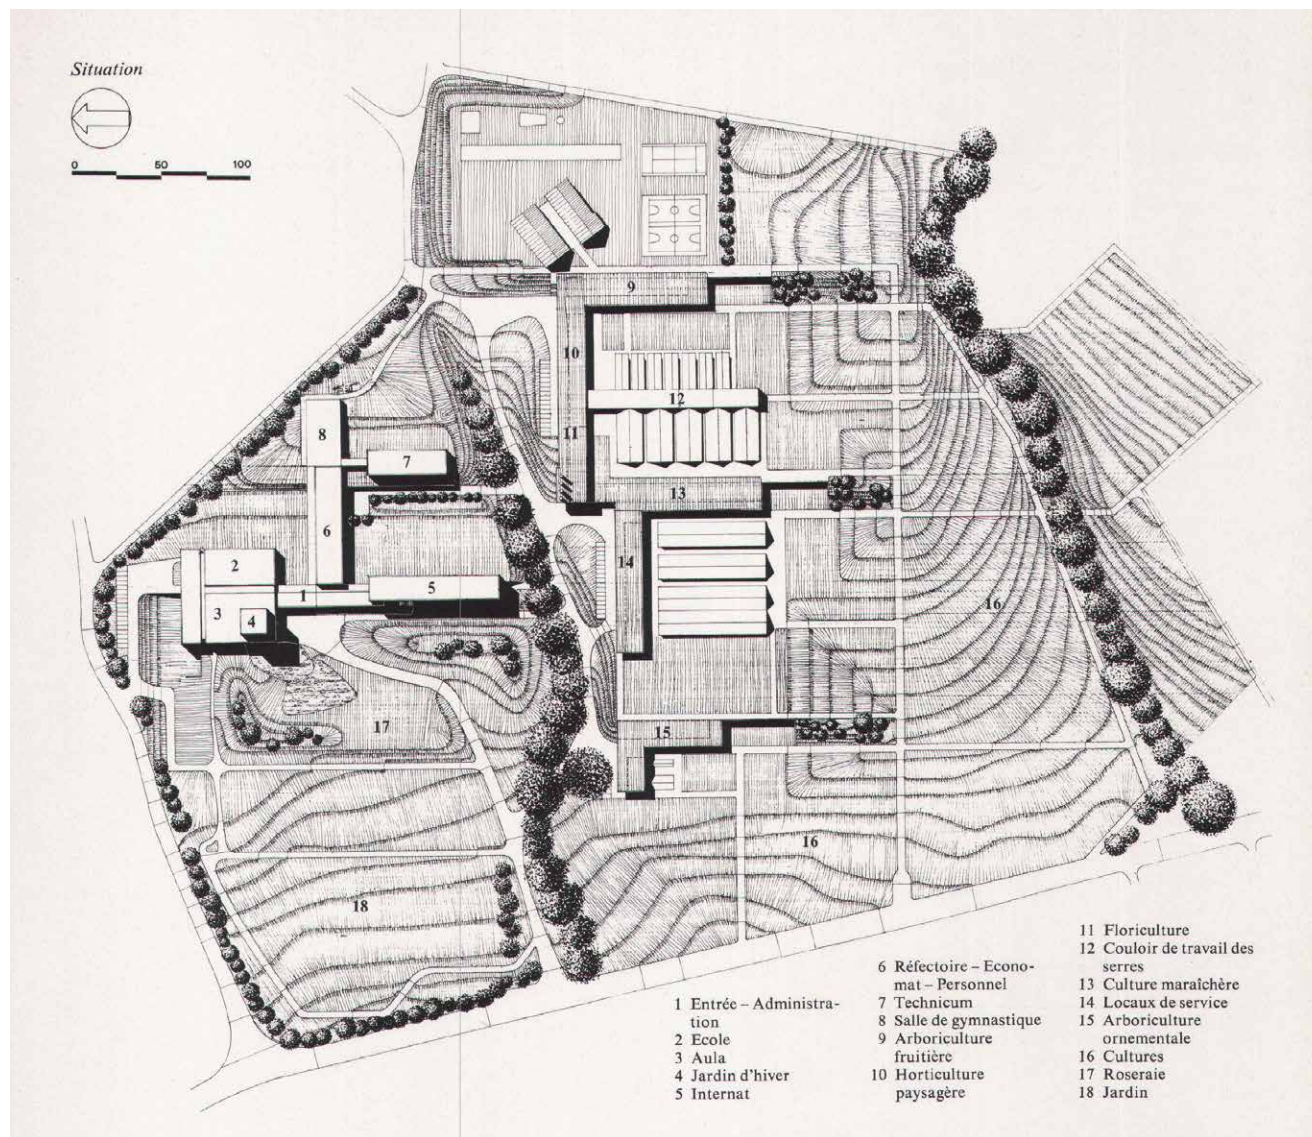 Situation
0 50 100
9
10
12
8
11
7
13
6
14
2
1
5
3
4
16
17
15
16
18
1 Entrée – Administra-
tion
2 Ecole
3 Aula
4 Jardin d'hiver
5 Internat
6 Réfectoire – Econo-
mat – Personnel
7 Technicum
8 Salle de gymnastique
9 Arboriculture
fruitière
10 Horticulture
paysagère
11 Floriculture
12 Couloir de travail des
serres
13 Culture maraîchère
14 Locaux de service
15 Arboriculture
ornementale
16 Cultures
17 Roseraie
18 Jardin